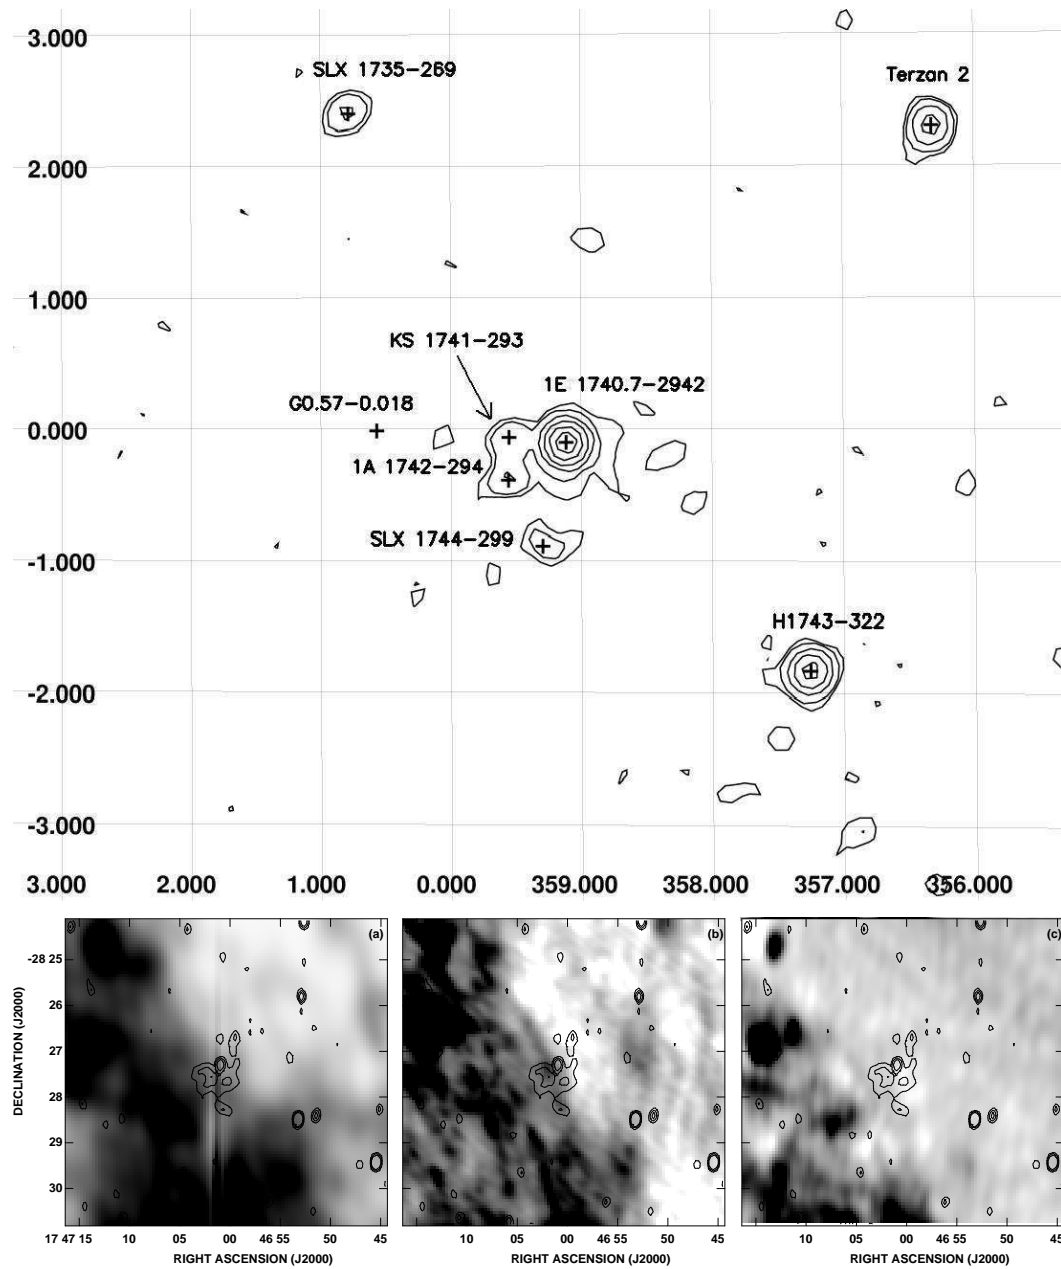 3.000
SLX 1735-269
Terzan 2
2.000
1.000
KS 1741-293
1E 1740.7-2942
G0.57-0.018
0.000
1A 1742-294
SLX 1744-299
-1.000
H1743-322
-2.000
-3.000
3.000 2.000 1.000 0.000 359.000 358.000 357.000 356.000
(a) (b) (c)
DECLINATION (J2000)
-28 25
26
27
28
29
30
17 47 15 10 05 00 46 55 50 45
10 05 00 46 55 50 45
10 05 00 46 55 50 45
RIGHT ASCENSION (J2000) RIGHT ASCENSION (J2000) RIGHT ASCENSION (J2000)